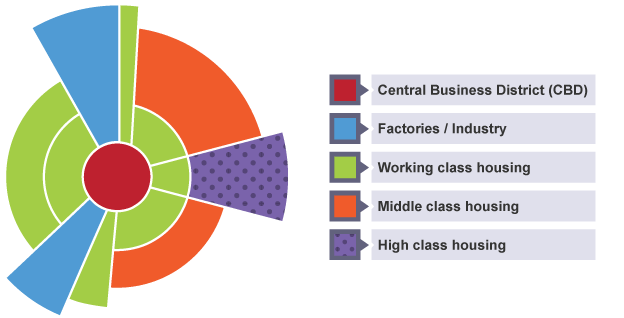 Central Business District (CBD)
Factories / Industry
Working class housing
Middle class housing
High class housing